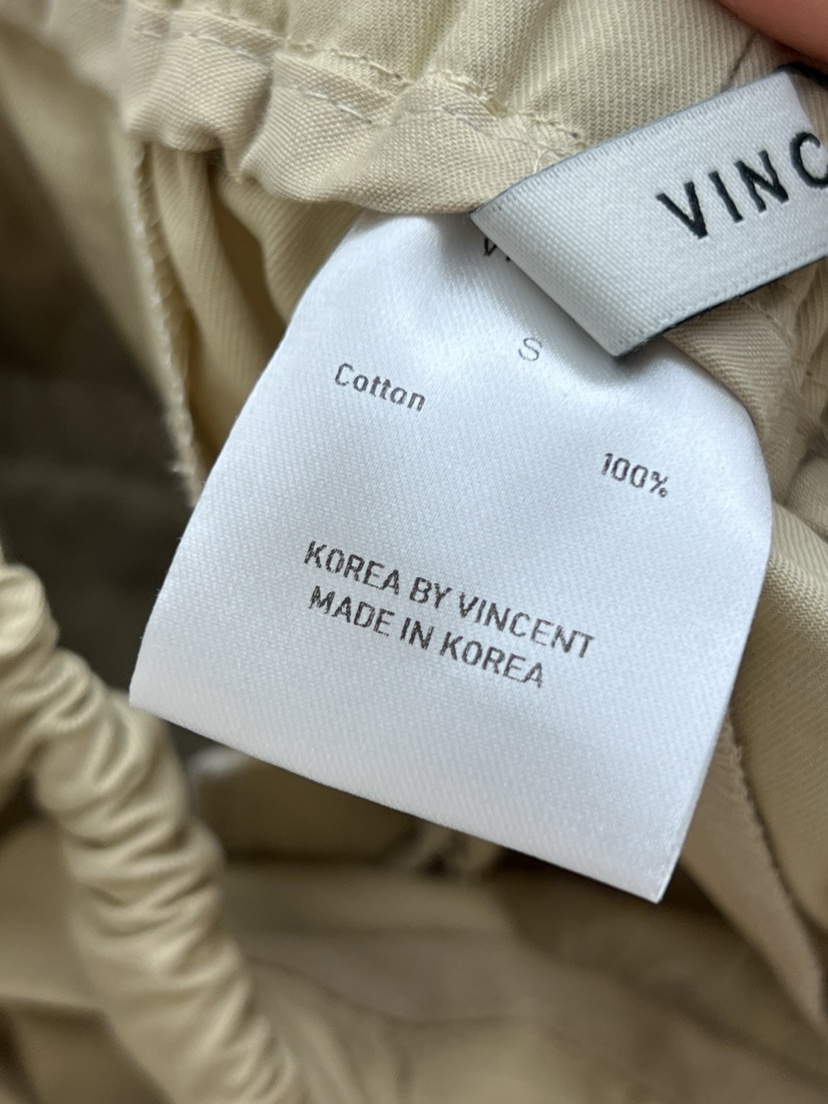 VINC
S
Cotton
100%
KOREA BY VINCENT
MADE IN KOREA